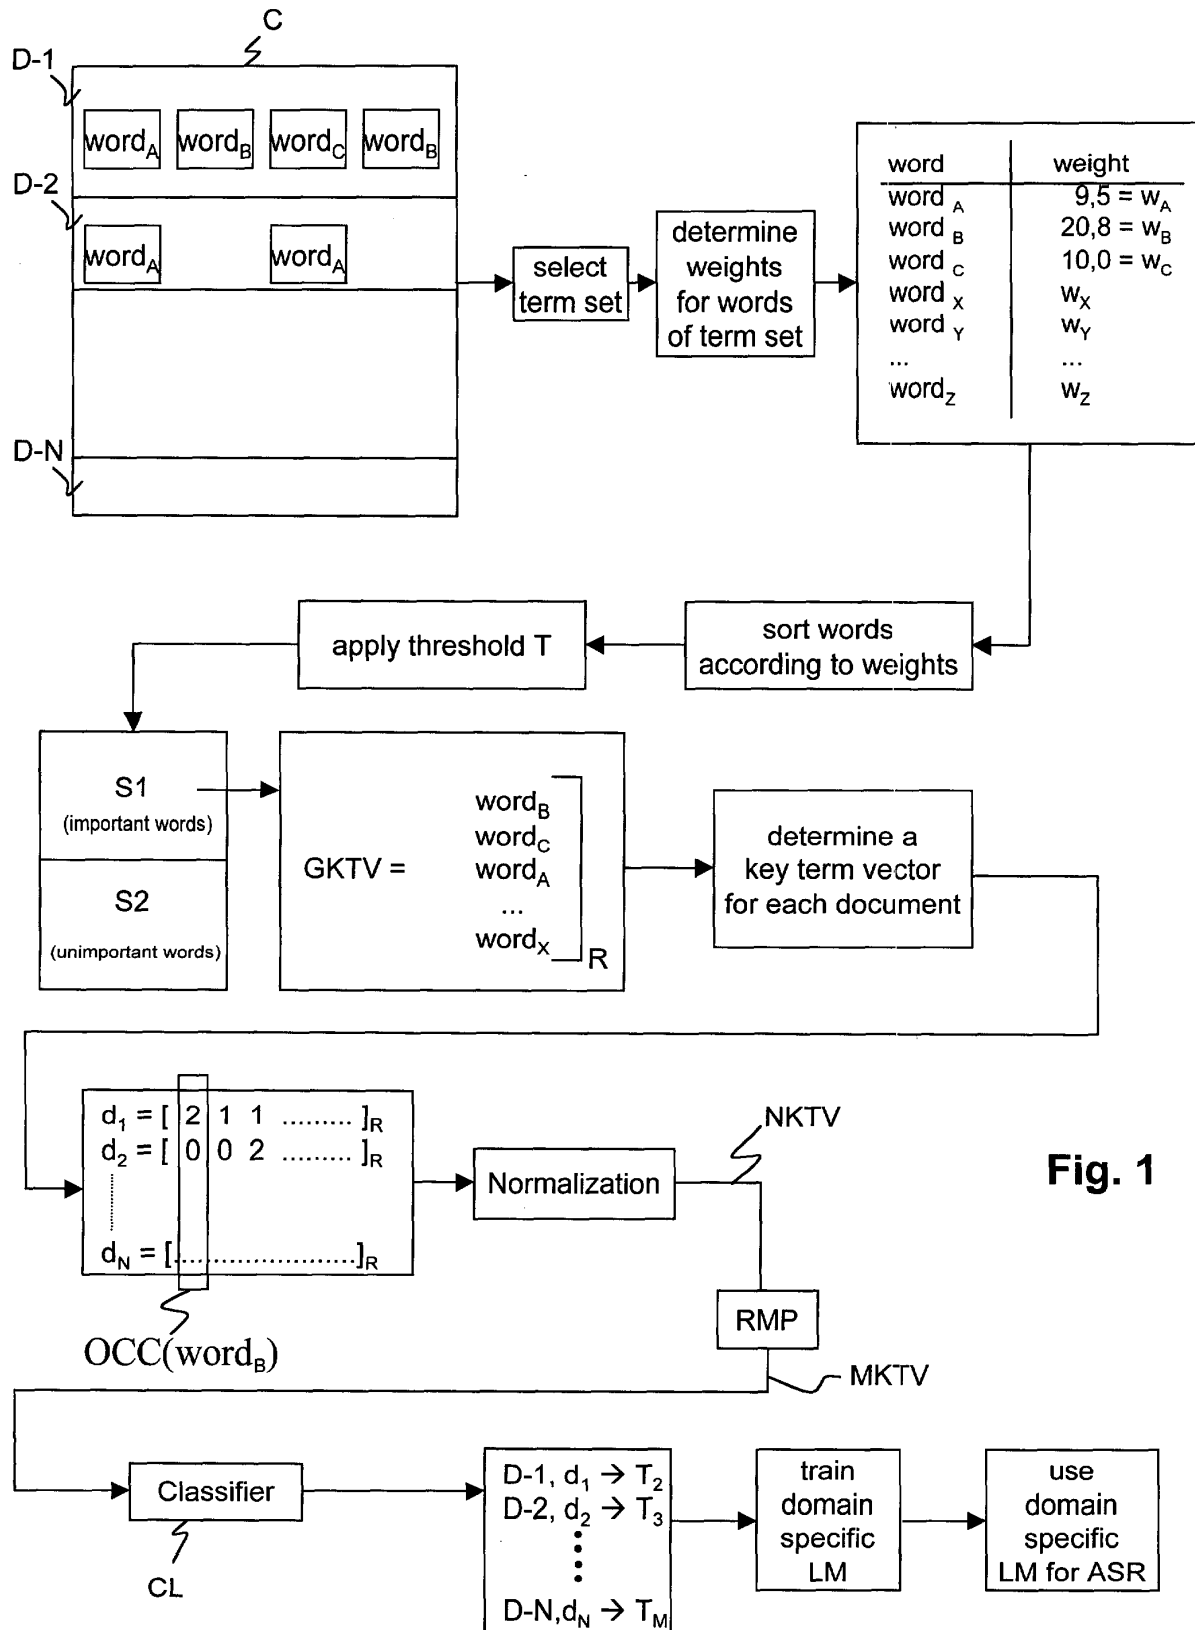 C
D-1
word_A word_B word_C word_B
D-2
word_A word_A
D-N
select
term set
determine
weights
for words
of term set
word weight
word_A 9,5 = w_A
word_B 20,8 = w_B
word_C 10,0 = w_C
word_X w_X
word_Y w_Y
... ...
word_Z w_Z
sort words
according to weights
apply threshold T
S1
(important words)
S2
(unimportant words)
GKTV =
word_B
word_C
word_A
...
word_X
R
determine a
key term vector
for each document
d_1 = [ 2 1 1 ......... ]_R
d_2 = [ 0 0 2 ......... ]_R
d_N = [.......................]_R
OCC(word_B)
Normalization
NKTV
RMP
MKTV
Fig. 1
Classifier
CL
D-1, d_1 → T_2
D-2, d_2 → T_3
D-N,d_N → T_M
train
domain
specific
LM
use
domain
specific
LM for ASR